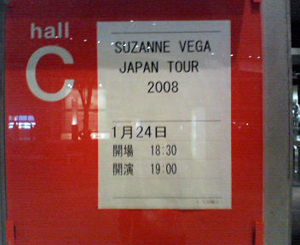 hall
C
SUZANNE VEGA
JAPAN TOUR
2008
1月24日
開場 18:30
開演 19:00